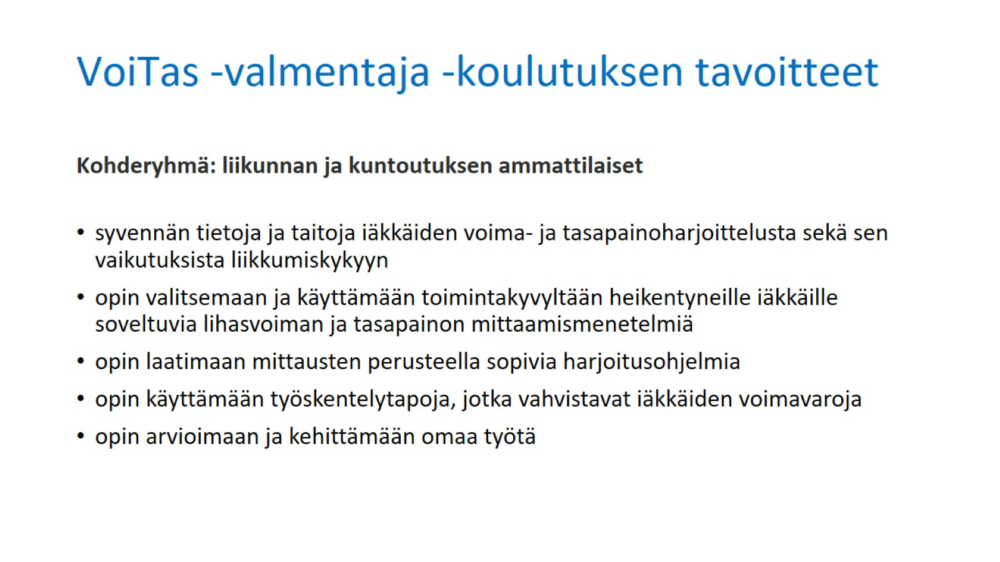 VoiTas -valmentaja -koulutuksen tavoitteet
Kohderyhmä: liikunnan ja kuntoutuksen ammattilaiset
• syvennän tietoja ja taitoja iäkkäiden voima- ja tasapainoharjoittelusta sekä sen
vaikutuksista liikkumiskykyyn
• opin valitsemaan ja käyttämään toimintakyvyltään heikentyneille iäkkäille
soveltuvia lihasvoiman ja tasapainon mittaamismenetelmiä
• opin laatimaan mittausten perusteella sopivia harjoitusohjelmia
• opin käyttämään työskentelytapoja, jotka vahvistavat iäkkäiden voimavaroja
• opin arvioimaan ja kehittämään omaa työtä